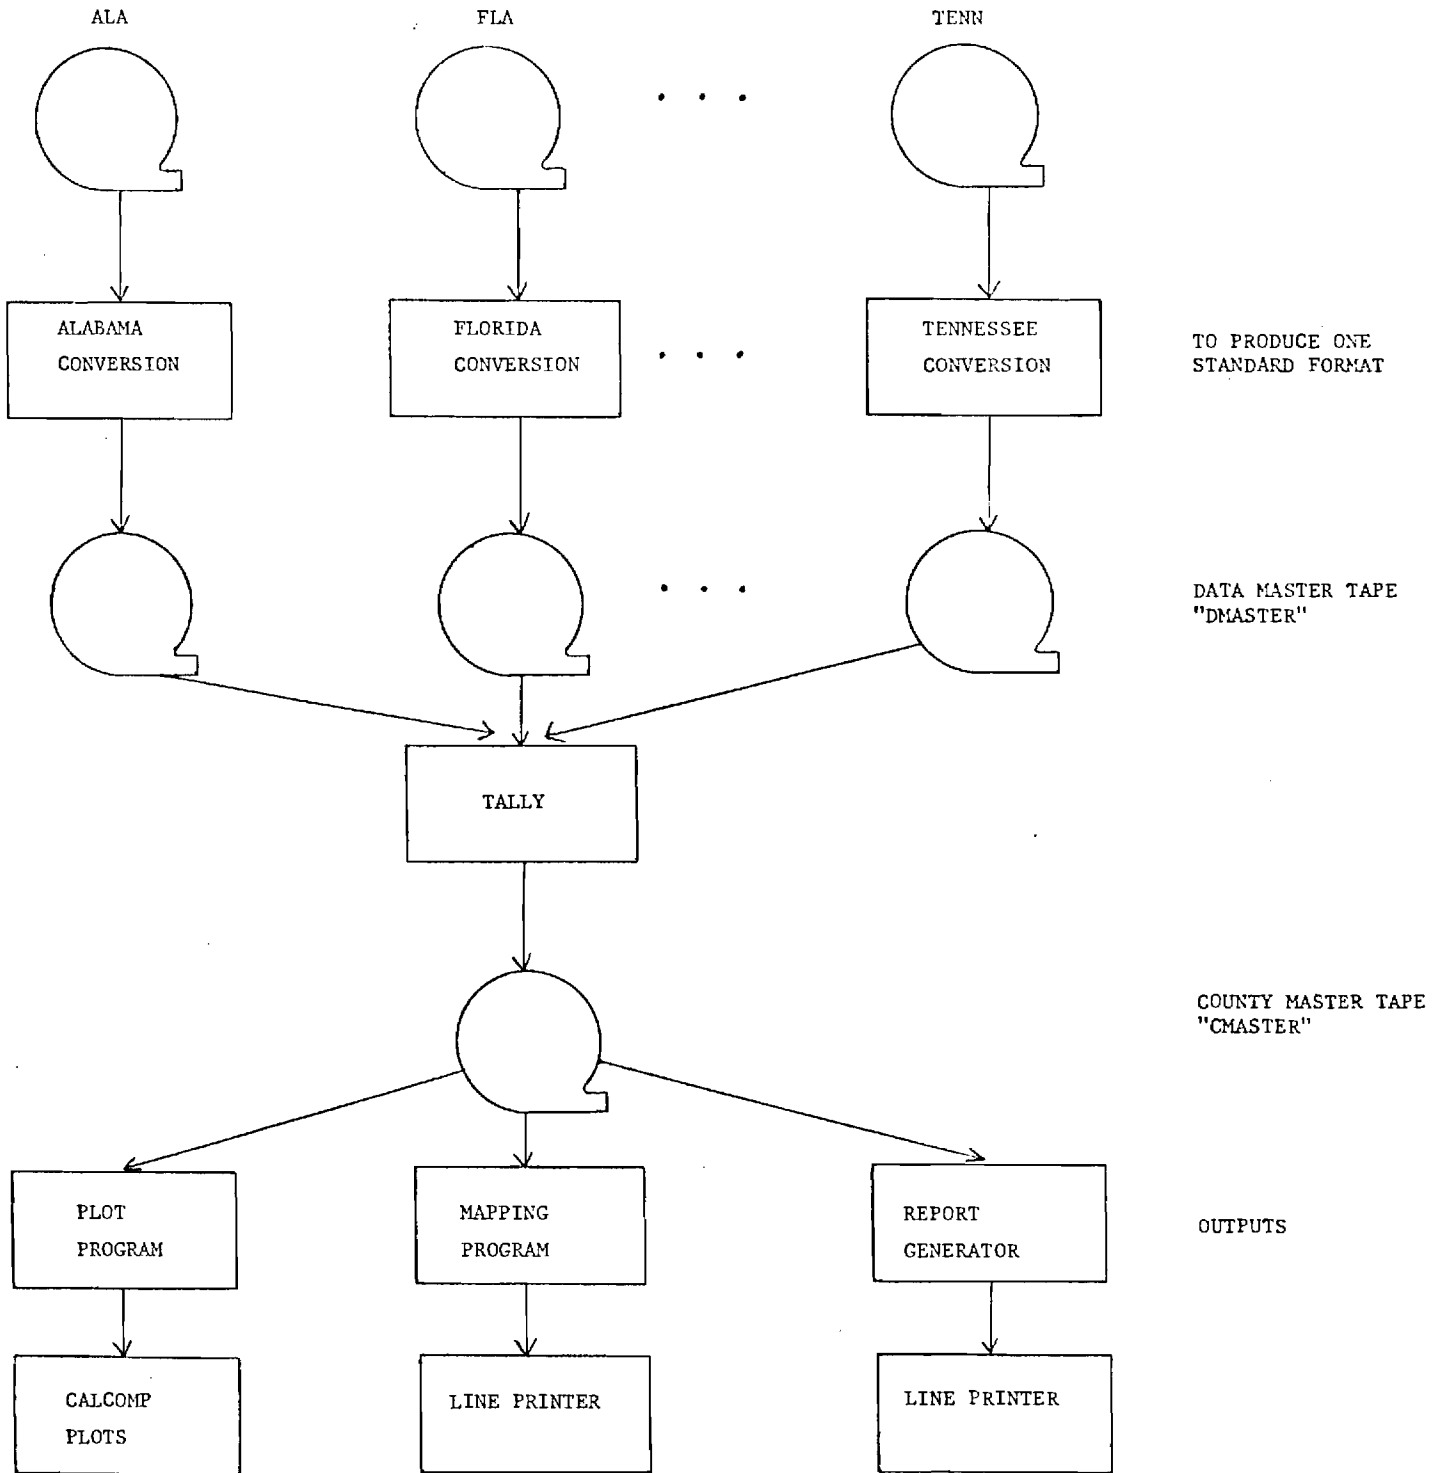 ALA
FLA
TENN
. . .
ALABAMA
CONVERSION
FLORIDA
CONVERSION
. . .
TENNESSEE
CONVERSION
TO PRODUCE ONE
STANDARD FORMAT
. . .
DATA MASTER TAPE
"DMASTER"
TALLY
COUNTY MASTER TAPE
"CMASTER"
PLOT
PROGRAM
MAPPING
PROGRAM
REPORT
GENERATOR
OUTPUTS
CALCOMP
PLOTS
LINE PRINTER
LINE PRINTER